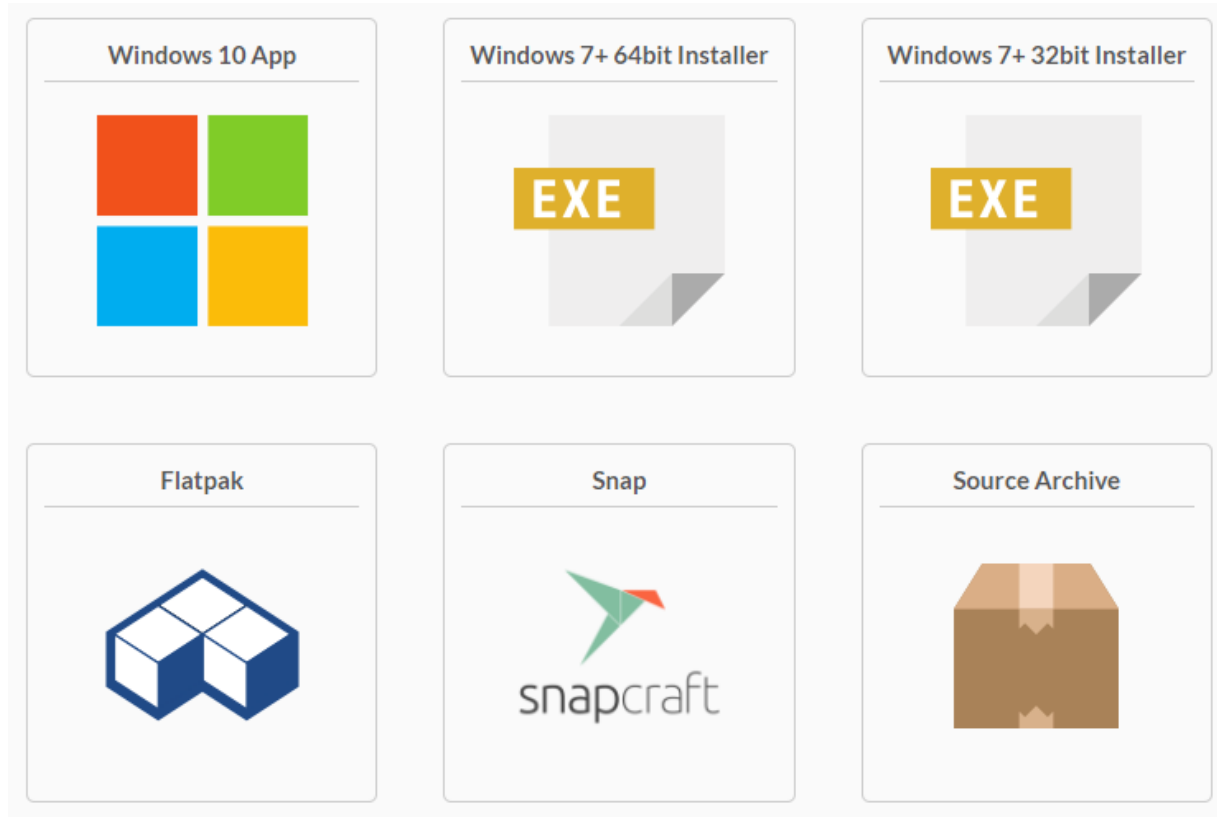 Windows 10 App
Windows 7+ 64bit Installer
Windows 7+ 32bit Installer
EXE
EXE
Flatpak
Snap
Source Archive
snapcraft